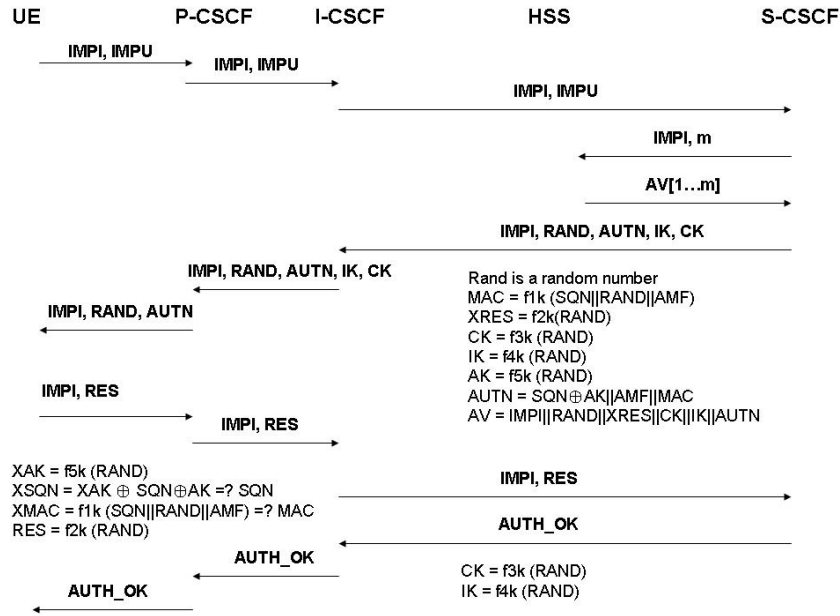 UE P-CSCF I-CSCF HSS S-CSCF
IMPI, IMPU
IMPI, IMPU
IMPI, IMPU
IMPI, m
AV[1…m]
IMPI, RAND, AUTN, IK, CK
IMPI, RAND, AUTN, IK, CK
IMPI, RAND, AUTN
Rand is a random number
MAC = f1k (SQN||RAND||AMF)
XRES = f2k(RAND)
CK = f3k (RAND)
IK = f4k (RAND)
AK = f5k (RAND)
AUTN = SQN⊕AK||AMF||MAC
AV = IMPI||RAND||XRES||CK||IK||AUTN
IMPI, RES
IMPI, RES
XAK = f5k (RAND)
XSQN = XAK ⊕ SQN⊕AK =? SQN
XMAC = f1k (SQN||RAND||AMF) =? MAC
RES = f2k (RAND)
IMPI, RES
AUTH_OK
AUTH_OK
AUTH_OK
CK = f3k (RAND)
IK = f4k (RAND)